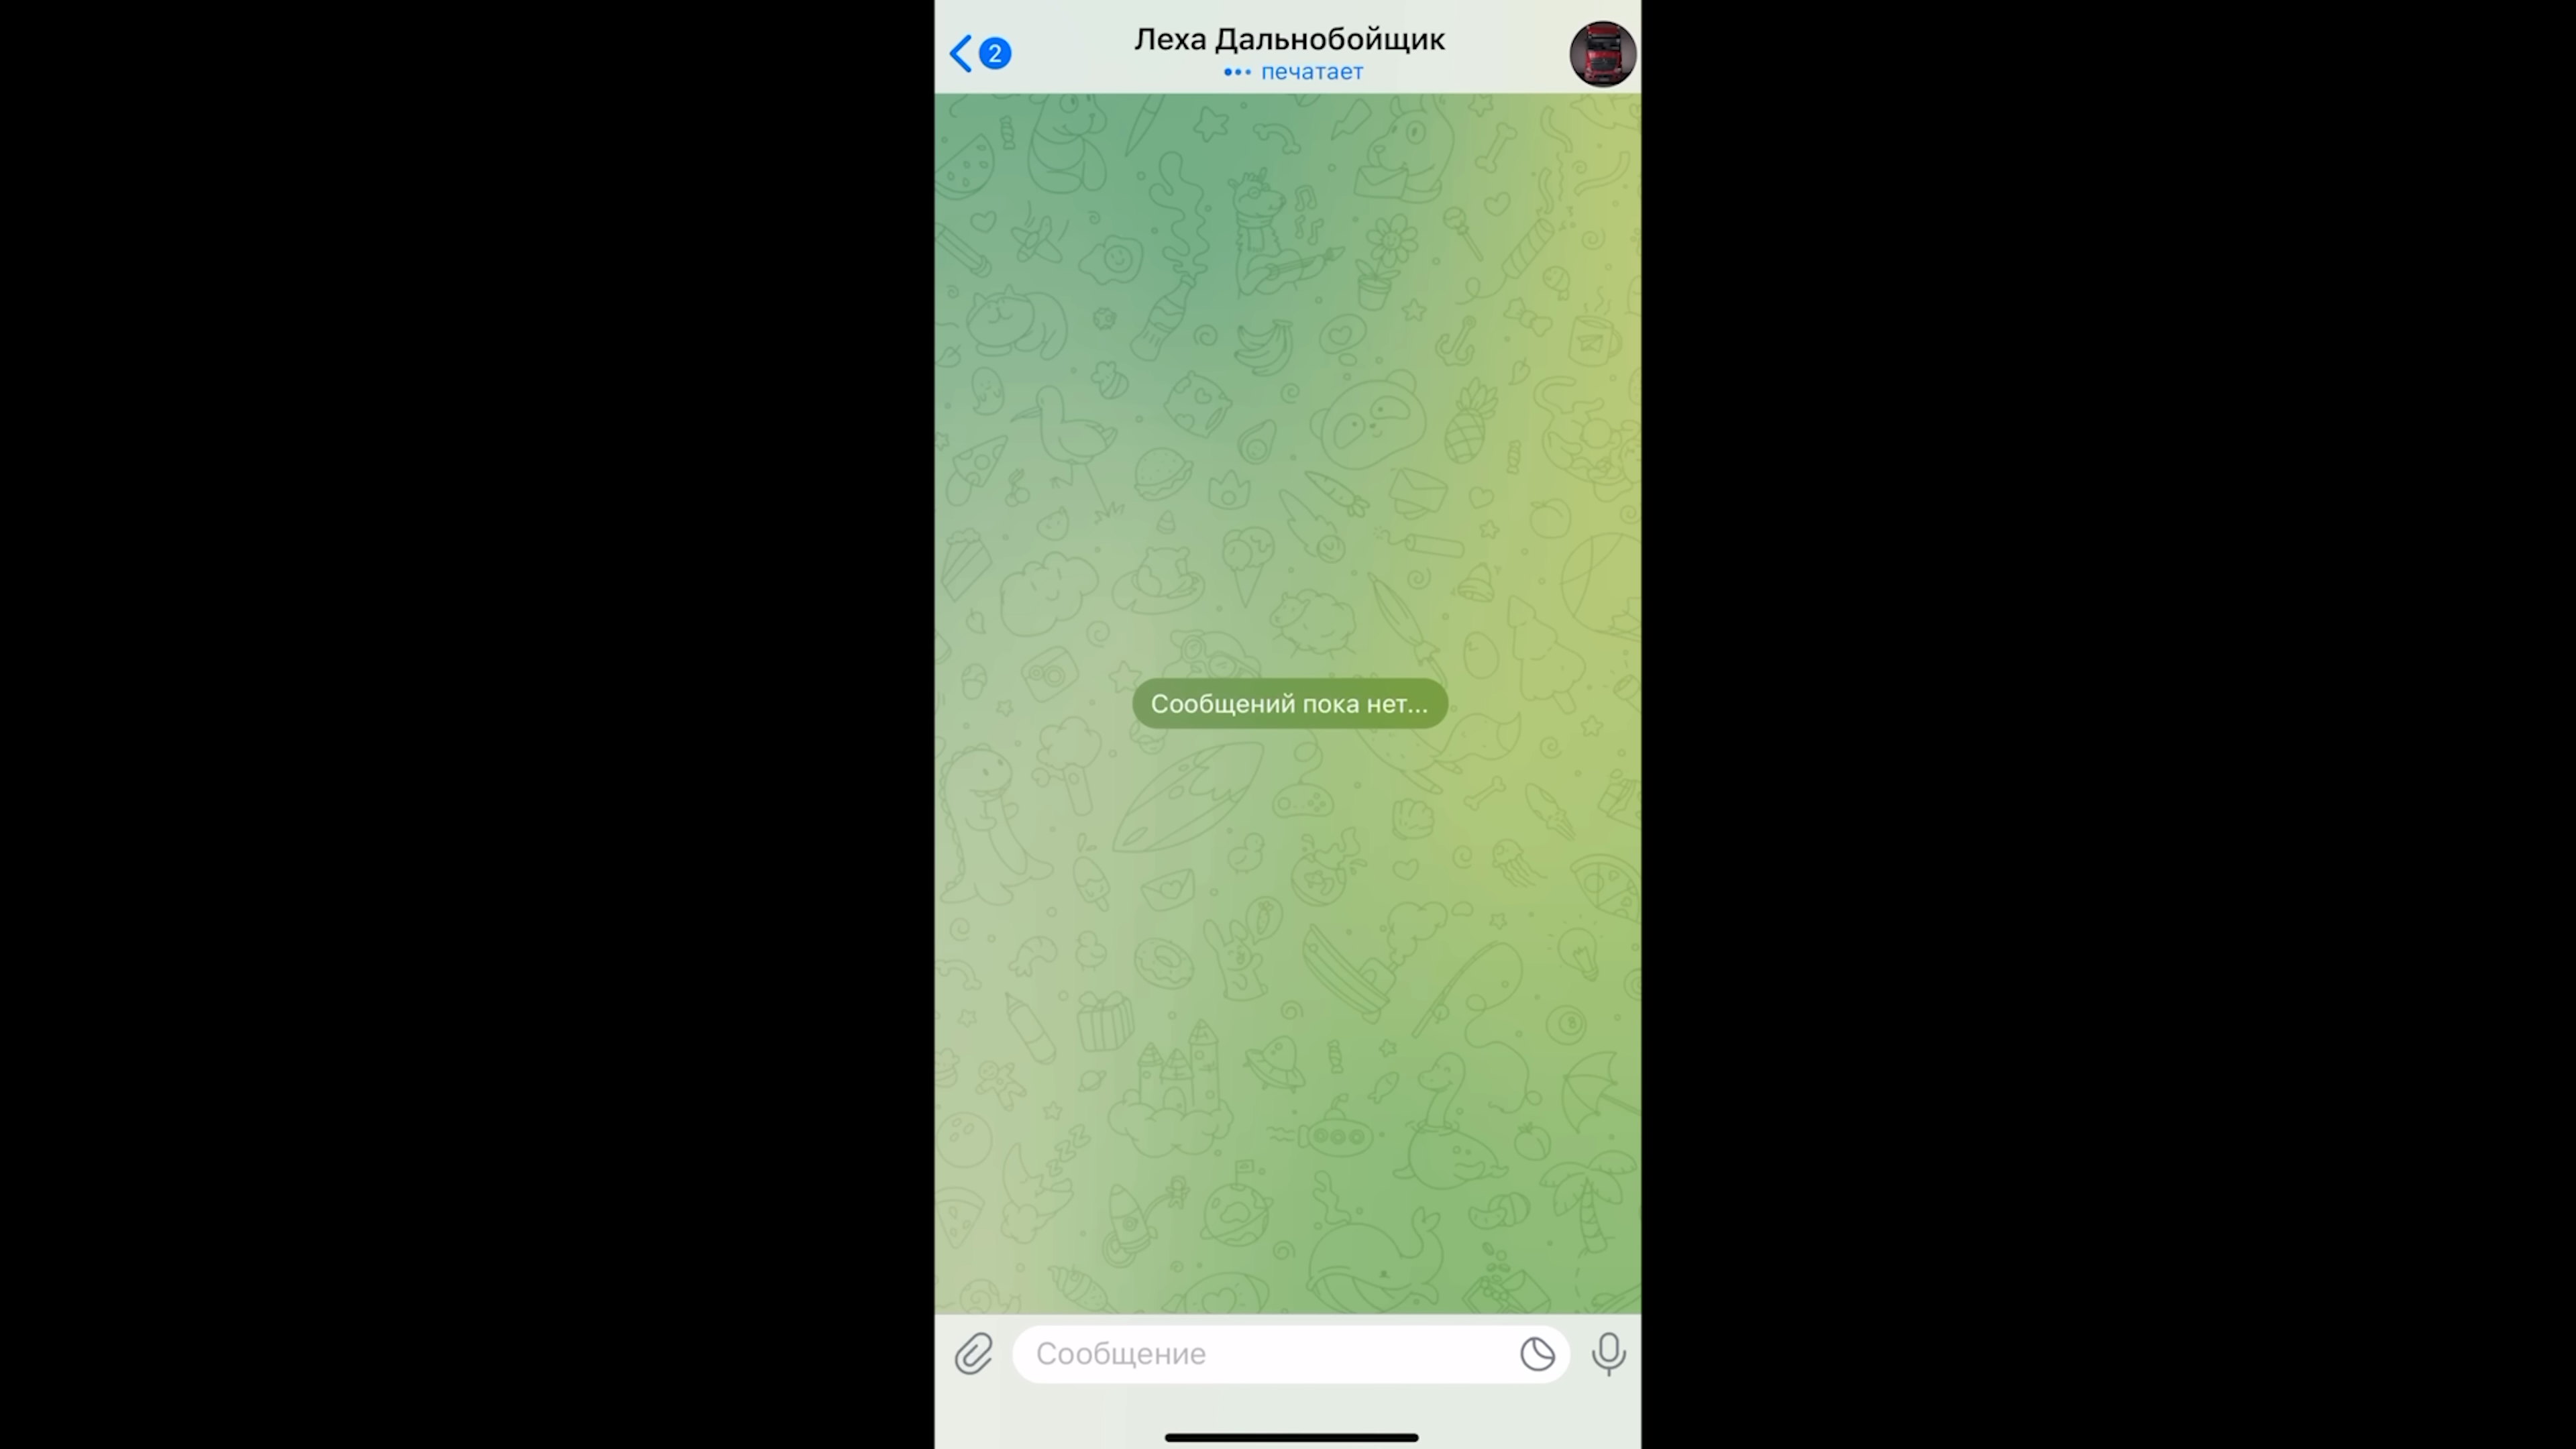 2
Леха Дальнобойщик
••• печатает
Сообщений пока нет...
Сообщение